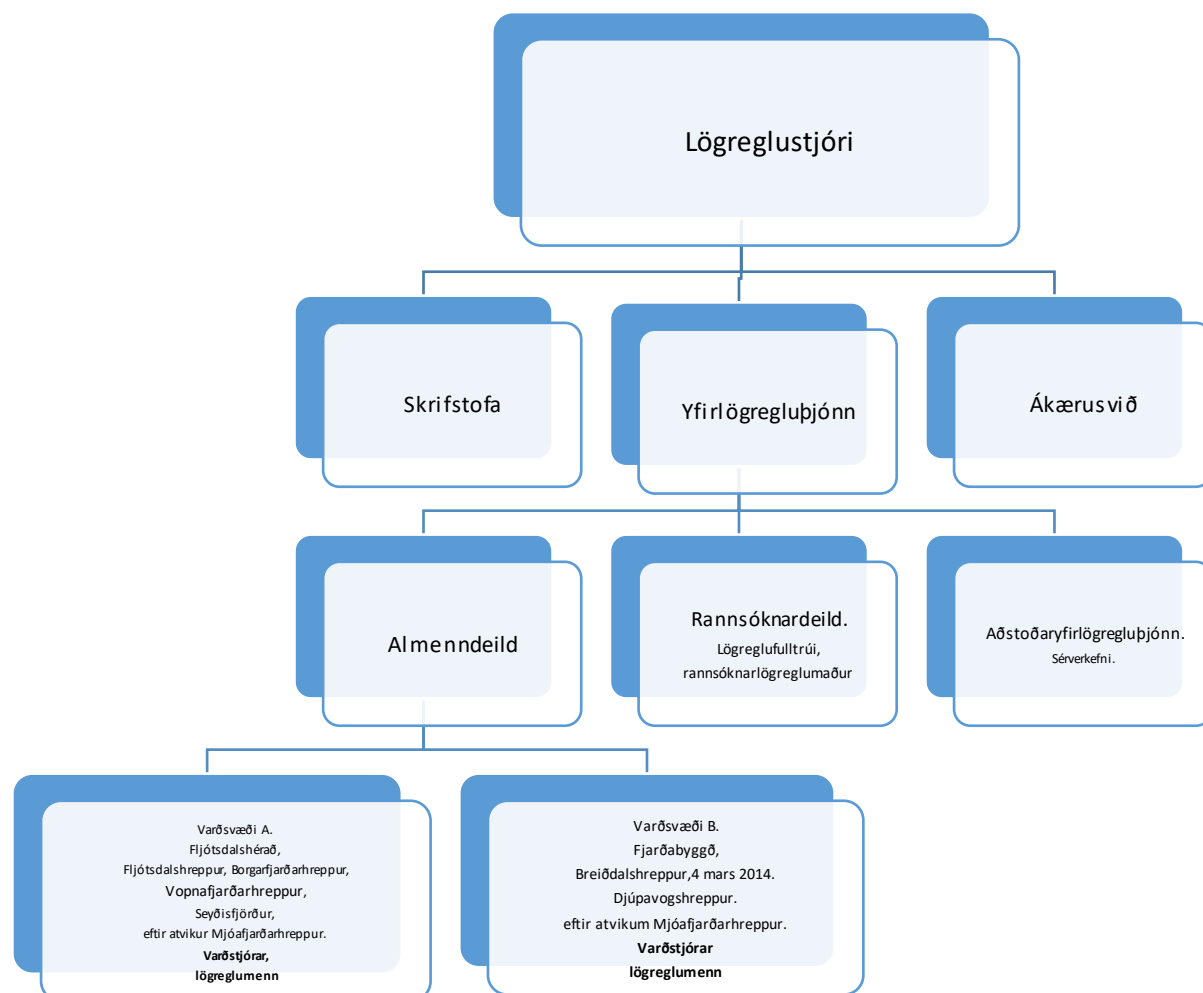 Lögreglustjóri
Skrifstofa
Yfirlögregluþjónn
Ákærusvið
Almenndeild
Rannsóknardeild.
Lögreglufulltrúi,
rannsóknarlögreglumaður
Aðstoðaryfirlögregluþjónn.
Sérverkefni.
Varðsvæði A.
Fljótsdalshérað,
Fljótsdalshreppur, Borgarfjarðarhreppur,
Vopnafjarðarhreppur,
Seyðisfjörður,
eftir atvikur Mjóafjarðarhreppur.
Varðstjórar,
lögreglumenn
Varðsvæði B.
Fjarðabyggð,
Breiðdalshreppur,4 mars 2014.
Djúpavogshreppur.
eftir atvikum Mjóafjarðarhreppur.
Varðstjórar
lögreglumenn